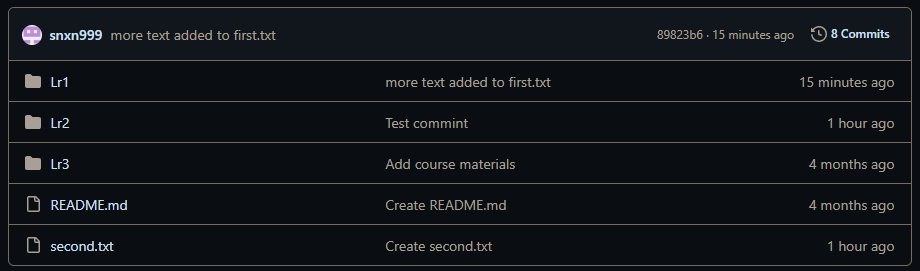 snxn999 more text added to first.txt 89823b6 · 15 minutes ago 8 Commits
Lr1 more text added to first.txt 15 minutes ago
Lr2 Test commint 1 hour ago
Lr3 Add course materials 4 months ago
README.md Create README.md 4 months ago
second.txt Create second.txt 1 hour ago